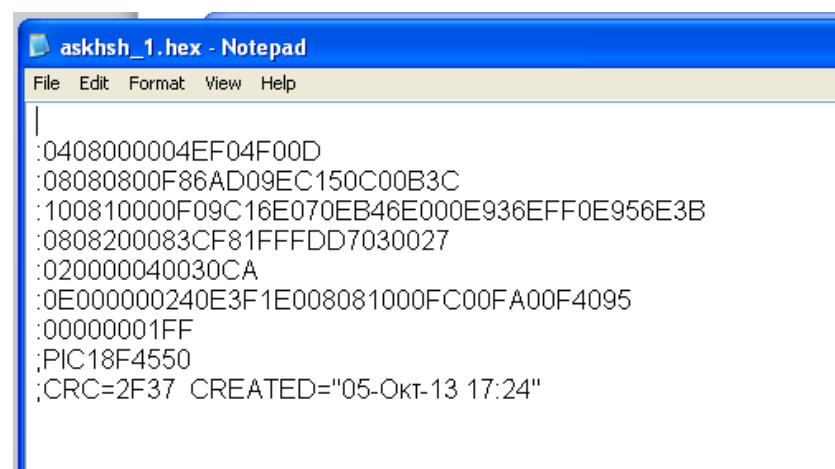 askhsh_1.hex - Notepad
File Edit Format View Help
:0408000004EF04F00D
:08080800F86AD09EC150C00B3C
:100810000F09C16E070EB46E000E936EFF0E956E3B
:0808200083CF81FFFDD7030027
:020000040030CA
:0E000000240E3F1E008081000FC00FA00F4095
:00000001FF
;PIC18F4550
;CRC=2F37 CREATED="05-Окт-13 17:24"